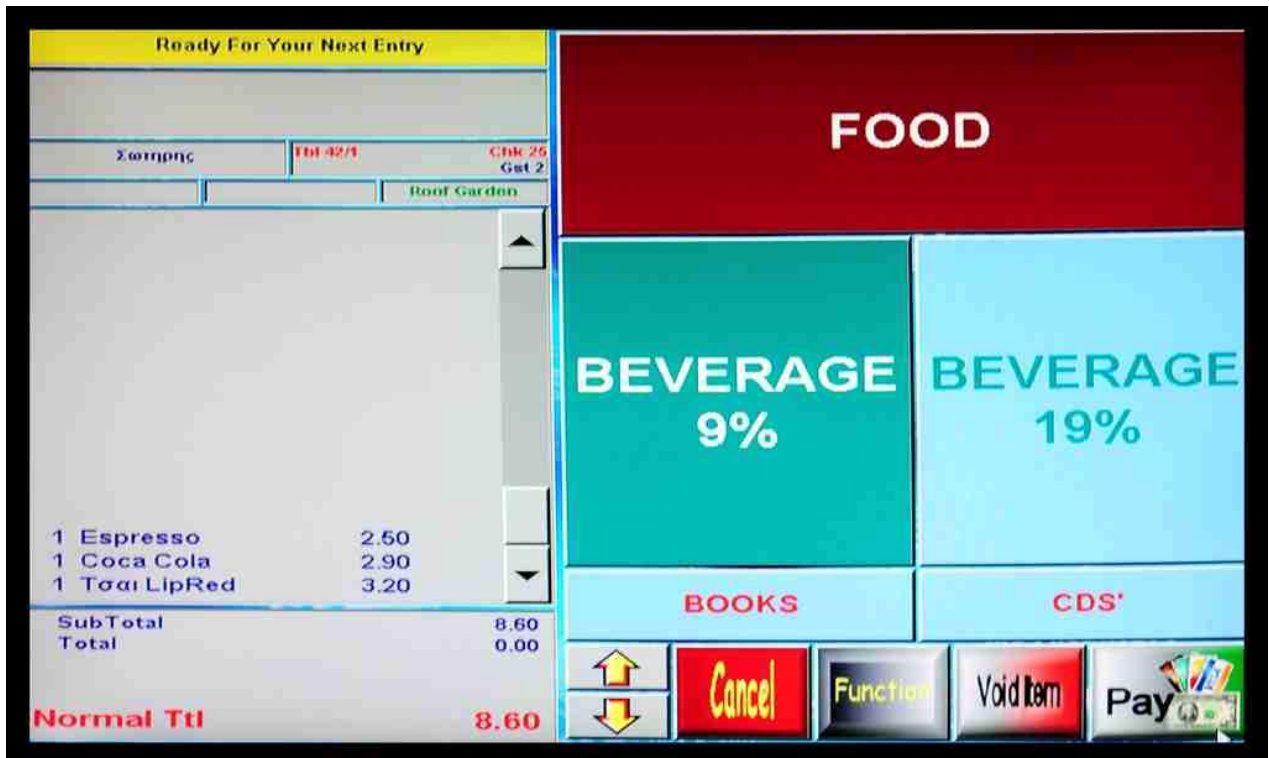 Ready For Your Next Entry
Σωτηρης
Tbl 42/1 Chk 25
Gst 2
Roof Garden
1 Espresso 2.50
1 Coca Cola 2.90
1 Τσαι LipRed 3.20
SubTotal 8.60
Total 0.00
Normal Ttl 8.60
FOOD
BEVERAGE
9%
BEVERAGE
19%
BOOKS
CDS'
Cancel
Function
Void Item
Pay